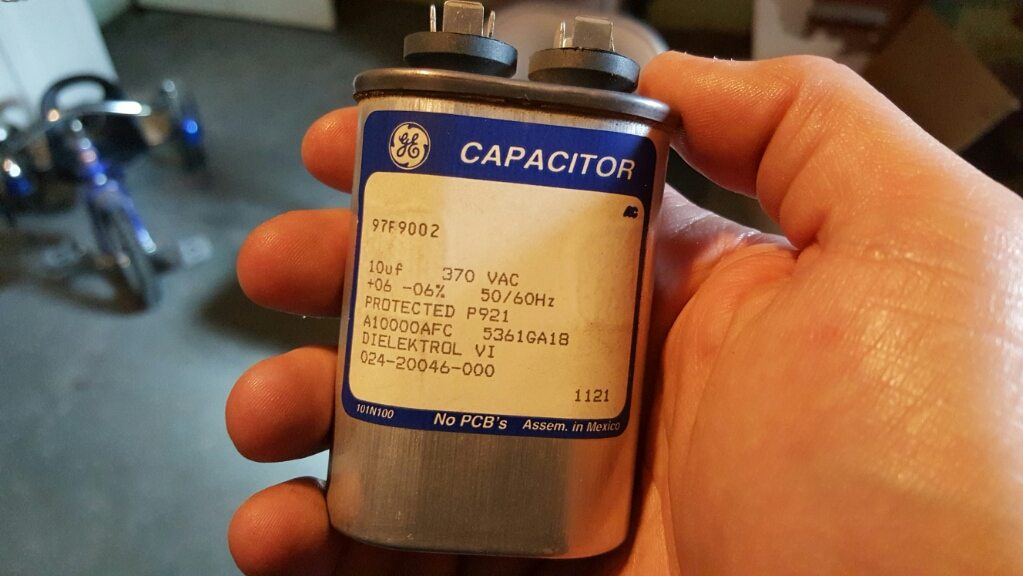 GE CAPACITOR
97F9002
10uf 370 VAC
+06 -06% 50/60Hz
PROTECTED P921
A10000AFC 5361GA18
DIELEKTROL VI
024-20046-000
1121
101N100 No PCB's Assem. in Mexico